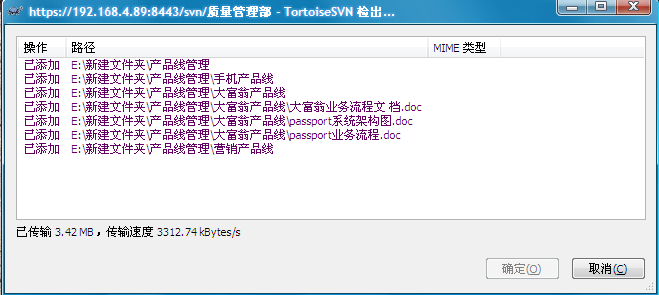 https://192.168.4.89:8443/svn/质量管理部 - TortoiseSVN 检出...
操作 路径 MIME 类型
已添加 E:\新建文件夹\产品线管理
已添加 E:\新建文件夹\产品线管理\手机产品线
已添加 E:\新建文件夹\产品线管理\大富翁产品线
已添加 E:\新建文件夹\产品线管理\大富翁产品线\大富翁业务流程文 档.doc
已添加 E:\新建文件夹\产品线管理\大富翁产品线\passport系统架构图.doc
已添加 E:\新建文件夹\产品线管理\大富翁产品线\passport业务流程.doc
已添加 E:\新建文件夹\产品线管理\营销产品线
已传输 3.42 MB，传输速度 3312.74 kBytes/s
确定(O) 取消(C)